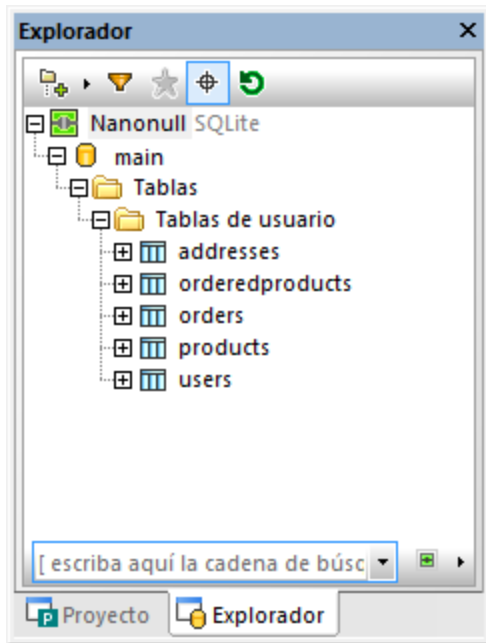 Explorador
Nanonull SQLite
main
Tablas
Tablas de usuario
addresses
orderedproducts
orders
products
users
[ escriba aquí la cadena de búsc
Proyecto Explorador